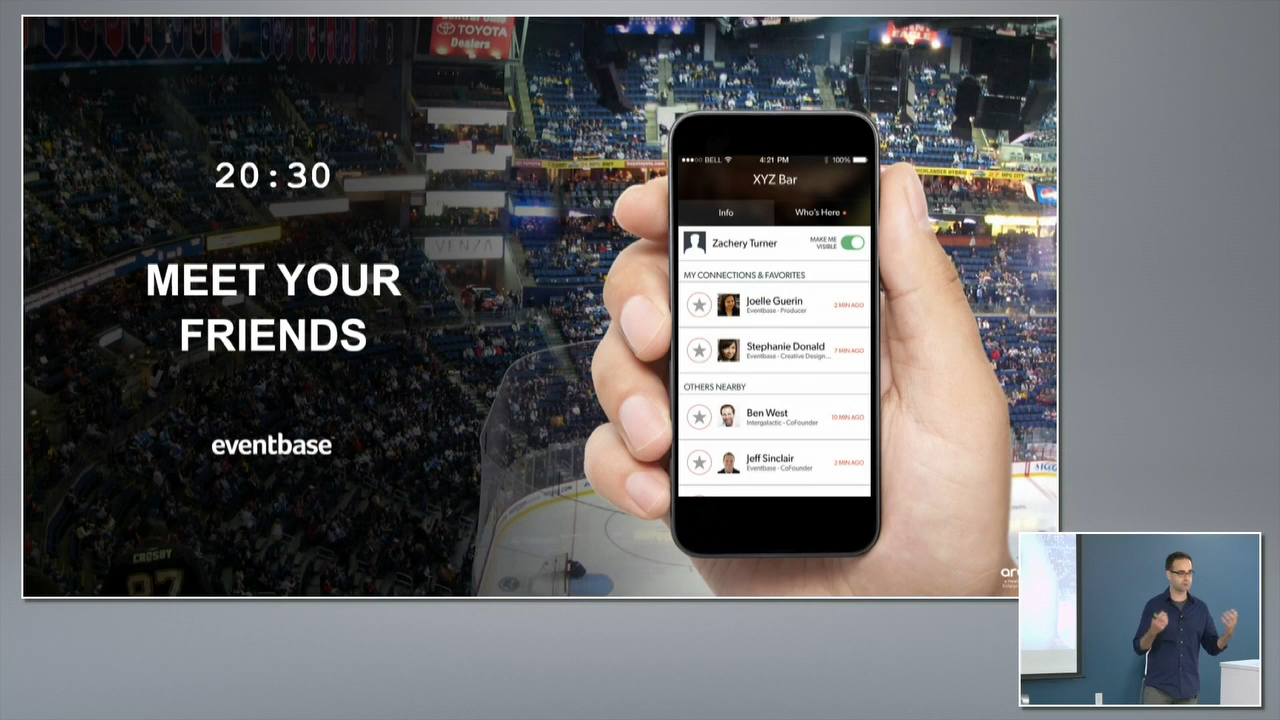 TOYOTA
Dealers
20:30
MEET YOUR
FRIENDS
eventbase
VENZA
CROSBY
87
BELL
4:21 PM
100%
XYZ Bar
Info
Who's Here
Zachery Turner
MAKE ME
VISIBLE
MY CONNECTIONS & FAVORITES
Joelle Guerin
Eventbase - Producer
2 MIN AGO
Stephanie Donald
Eventbase - Creative Design...
7 MIN AGO
OTHERS NEARBY
Ben West
Intergalactic - CoFounder
10 MIN AGO
Jeff Sinclair
Eventbase - CoFounder
2 MIN AGO